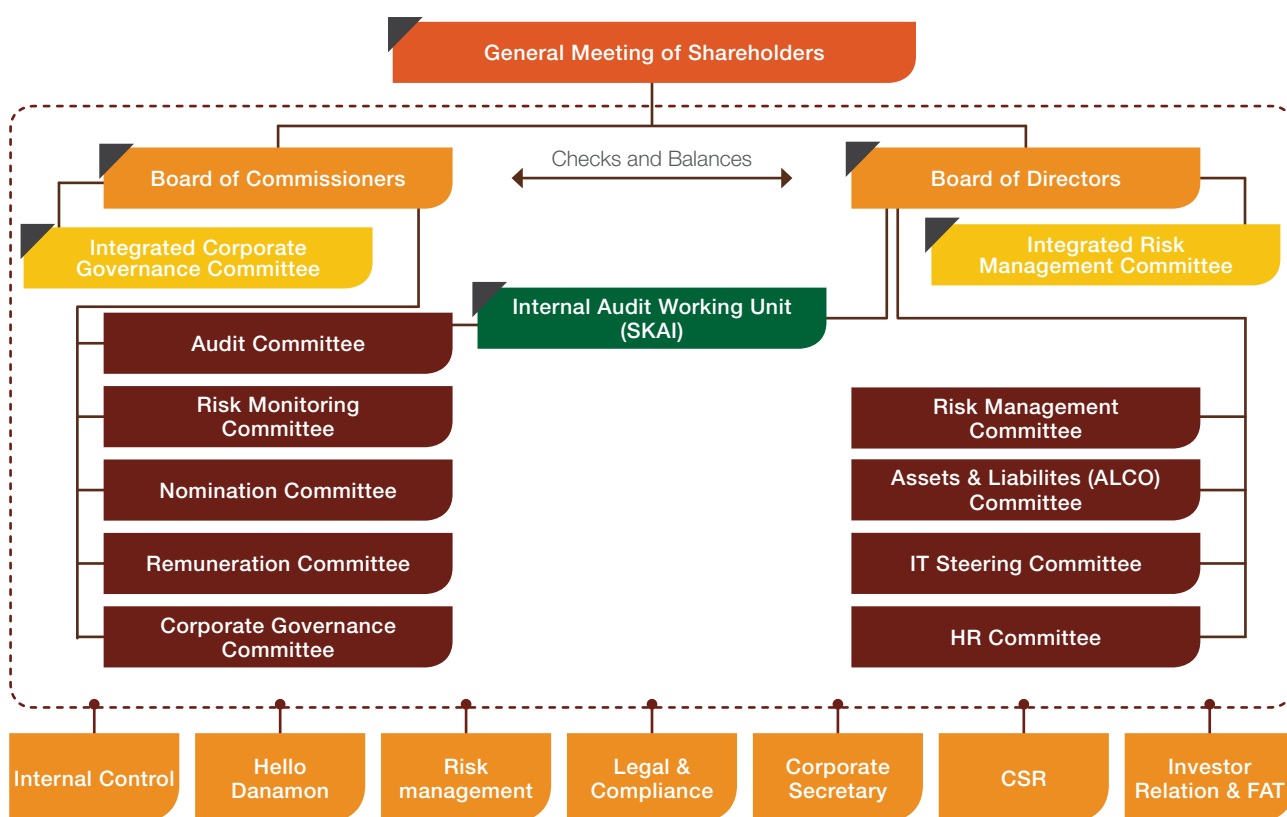 General Meeting of Shareholders
Board of Commissioners
Checks and Balances
Board of Directors
Integrated Corporate
Governance Committee
Integrated Risk
Management Committee
Internal Audit Working Unit
(SKAI)
Audit Committee
Risk Monitoring
Committee
Nomination Committee
Remuneration Committee
Corporate Governance
Committee
Risk Management
Committee
Assets & Liabilites (ALCO)
Committee
IT Steering Committee
HR Committee
Internal Control
Hello
Danamon
Risk
management
Legal &
Compliance
Corporate
Secretary
CSR
Investor
Relation & FAT